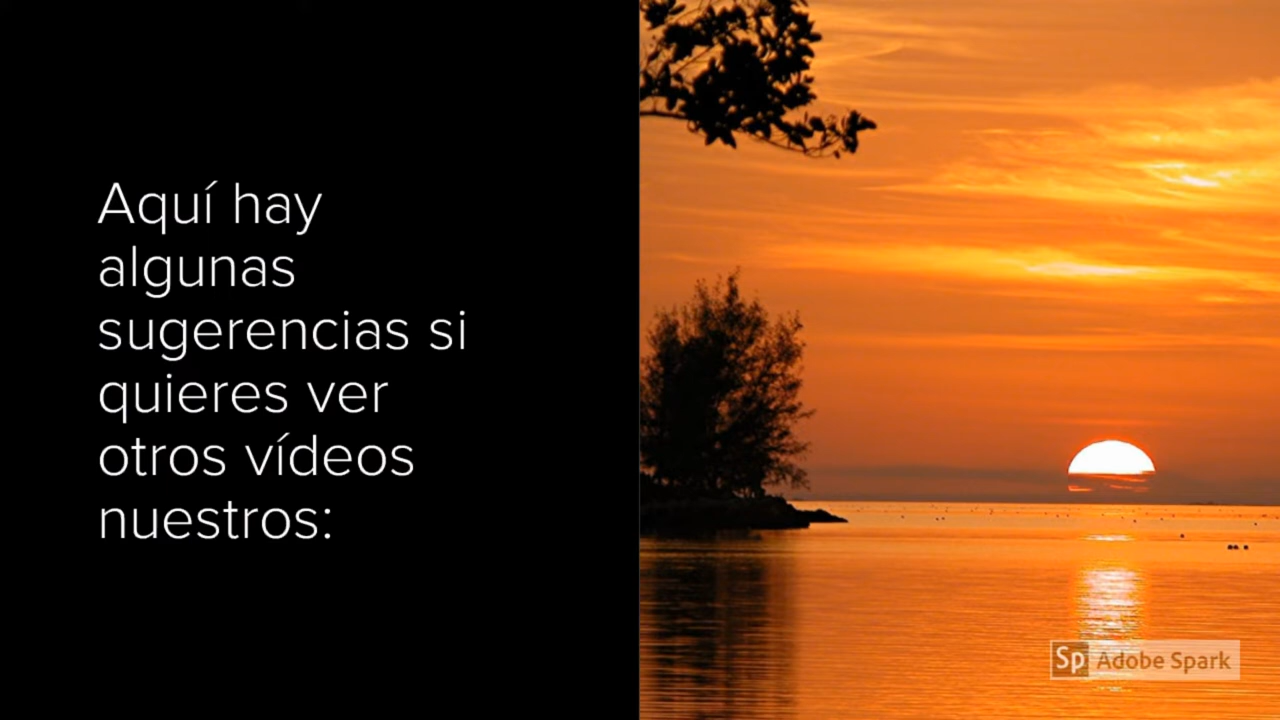 Aquí hay
algunas
sugerencias si
quieres ver
otros vídeos
nuestros:
Sp Adobe Spark